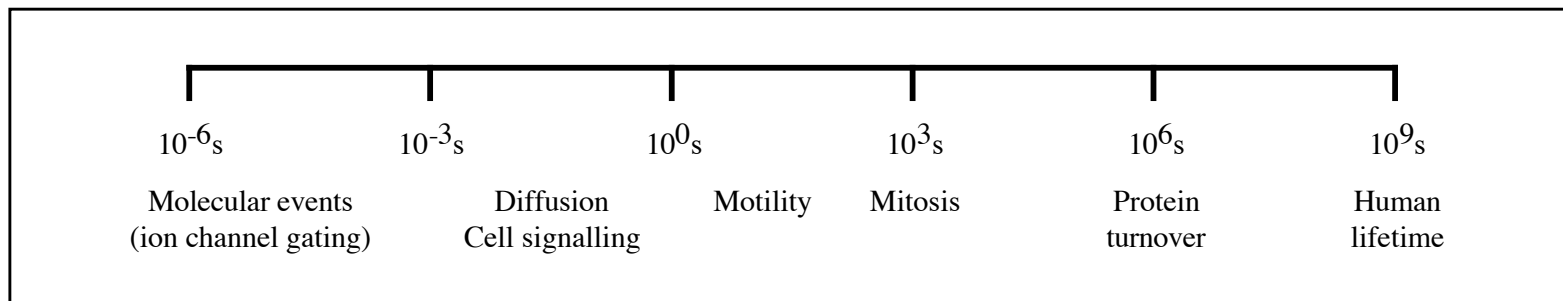 10-6s 10-3s 100s 103s 106s 109s
Molecular events Diffusion Motility Mitosis Protein Human
(ion channel gating) Cell signalling turnover lifetime